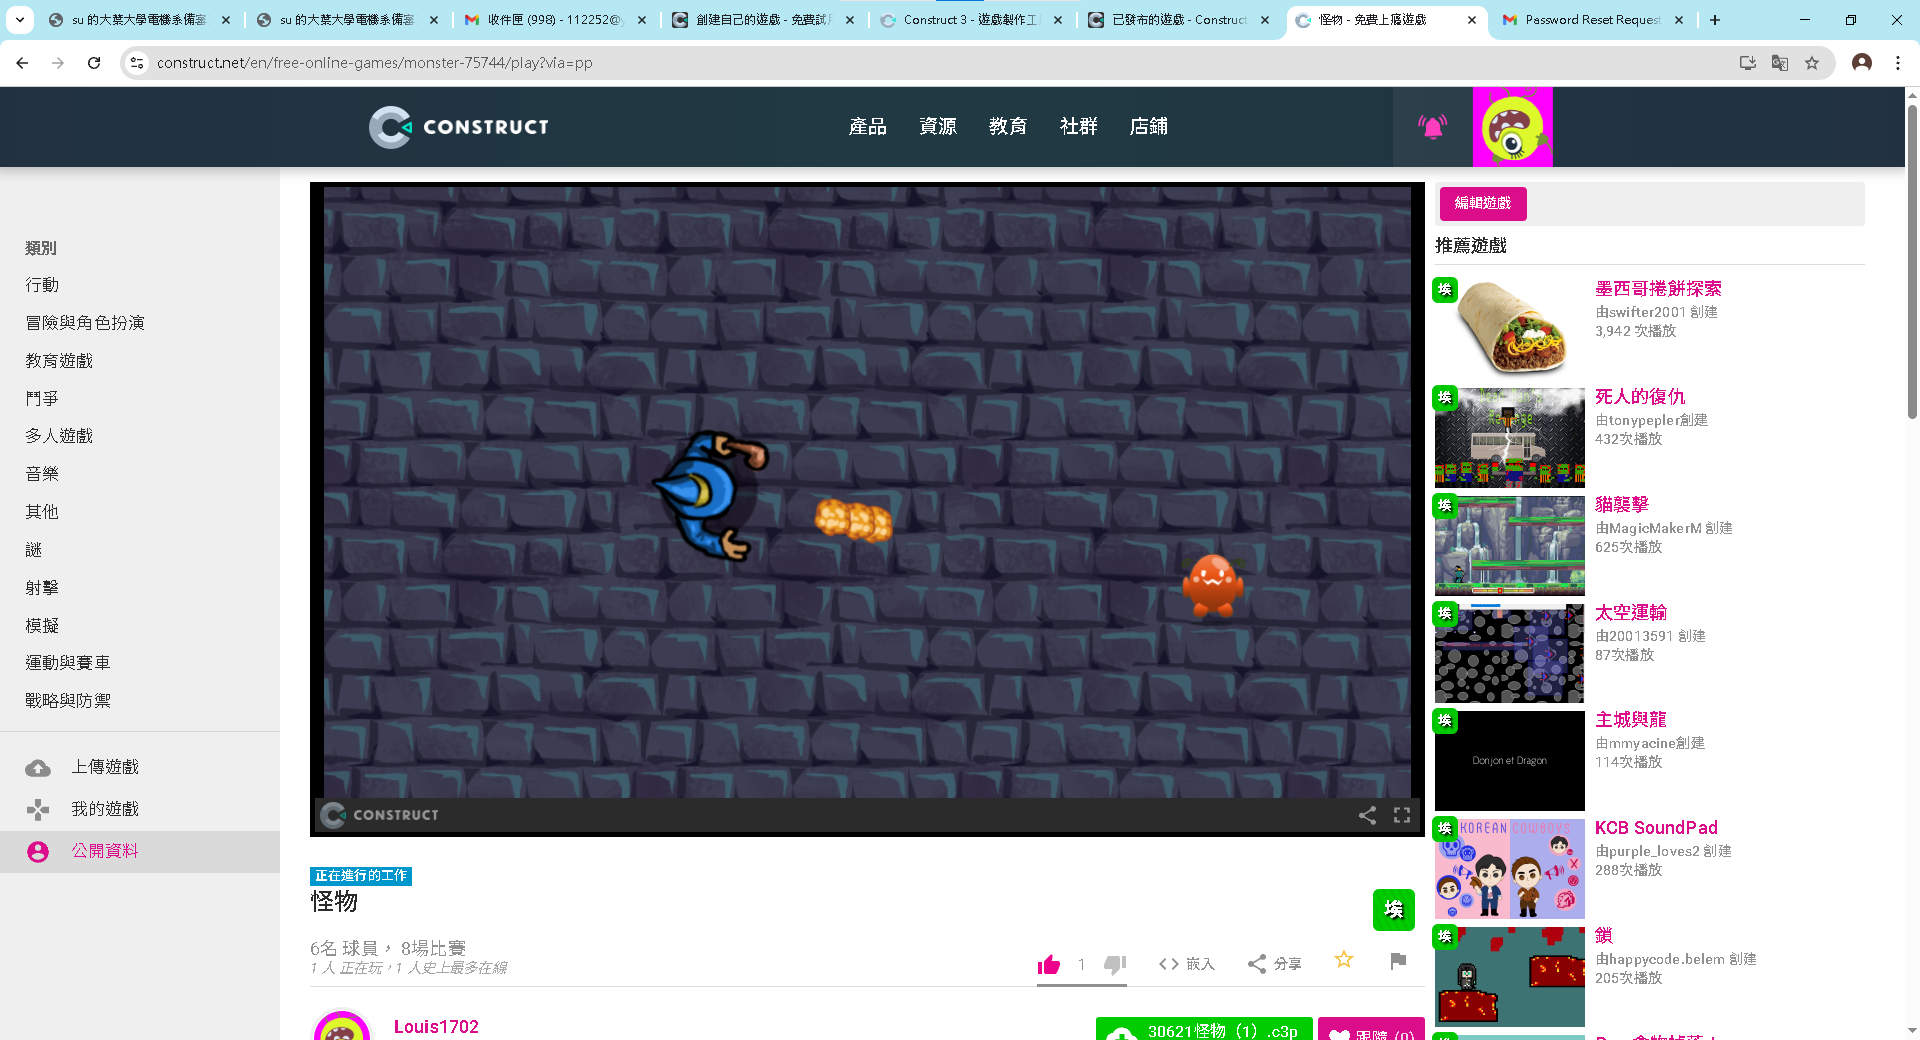 su 的大葉大學電機系備審
su 的大葉大學電機系備審
收件匣 (998) - 112252@
創建自己的遊戲 - 免費試
Construct 3 - 遊戲製作工
已發布的遊戲 - Construct
怪物 - 免費上癮遊戲
Password Reset Request
construct.net/en/free-online-games/monster-75744/play?via=pp
CONSTRUCT
產品
資源
教育
社群
店鋪
類別
行動
冒險與角色扮演
教育遊戲
鬥爭
多人遊戲
音樂
其他
謎
射擊
模擬
運動與賽車
戰略與防禦
上傳遊戲
我的遊戲
公開資料
CONSTRUCT
正在進行的工作
怪物
埃
6名 球員， 8場比賽
1 人 正在玩，1 人史上最多在線
1
嵌入
分享
Louis1702
30621怪物（1）.c3p
跟隨 (0)
編輯遊戲
推薦遊戲
埃
墨西哥捲餅探索
由swifter2001 創建
3,942 次播放
埃
死人的復仇
由tonypepler創建
432次播放
埃
貓襲擊
由MagicMakerM 創建
625次播放
埃
太空運輸
由20013591 創建
87次播放
埃
主城與龍
由mmyacine創建
114次播放
Donjon et Dragon
埃
KCB SoundPad
由purple_loves2 創建
288次播放
KOREAN COWBOYS
埃
鎖
由happycode.belem 創建
205次播放